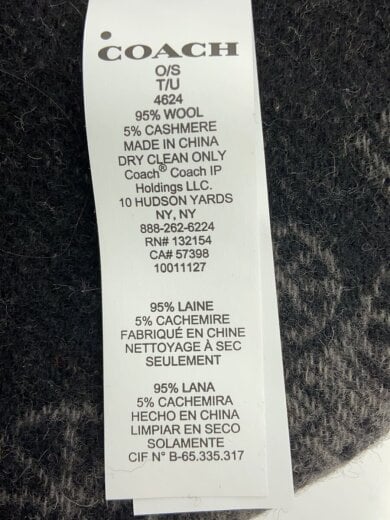 COACH
O/S
T/U
4624
95% WOOL
5% CASHMERE
MADE IN CHINA
DRY CLEAN ONLY
Coach® Coach IP
Holdings LLC.
10 HUDSON YARDS
NY, NY
888-262-6224
RN# 132154
CA# 57398
10011127
95% LAINE
5% CACHEMIRE
FABRIQUÉ EN CHINE
NETTOYAGE À SEC
SEULEMENT
95% LANA
5% CACHEMIRA
HECHO EN CHINA
LIMPIAR EN SECO
SOLAMENTE
CIF N° B-65.335.317